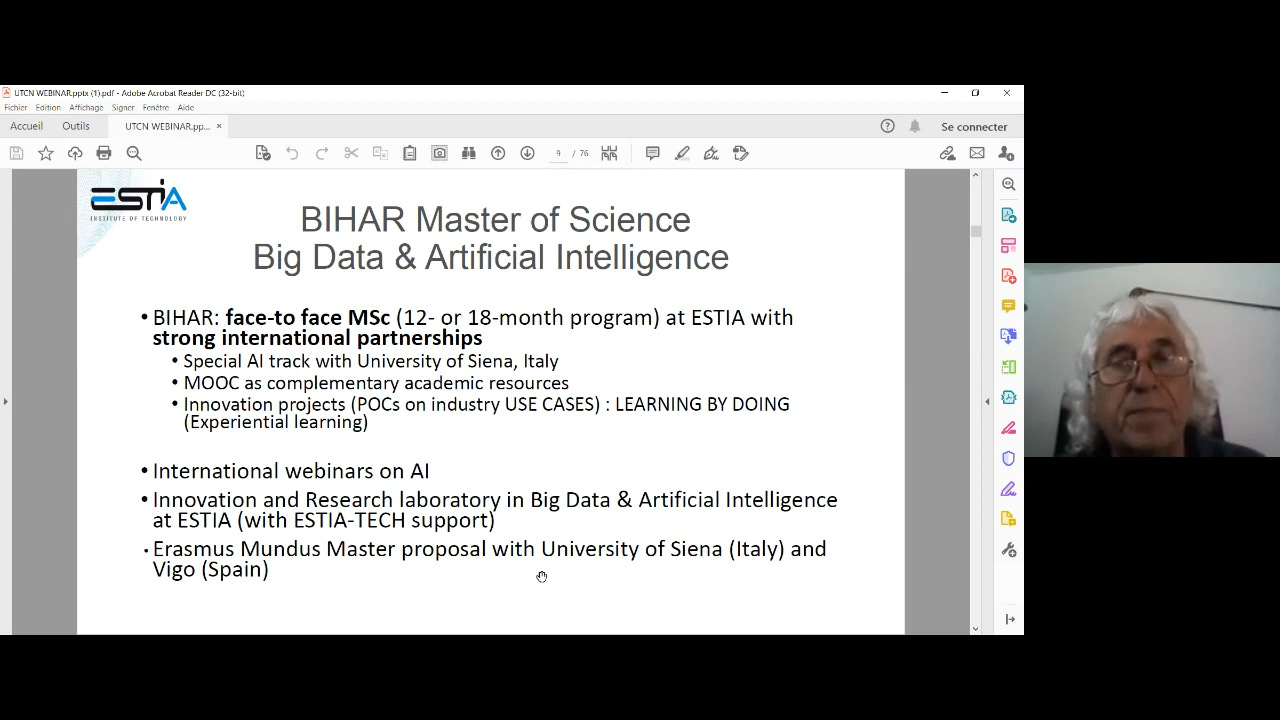 UTCN WEBINAR.pptx (1).pdf - Adobe Acrobat Reader DC (32-bit)
Fichier Edition Affichage Signer Fenêtre Aide
Accueil Outils UTCN WEBINAR.pp... × Se connecter
9 / 76
ESTIA
INSTITUTE OF TECHNOLOGY
BIHAR Master of Science
Big Data & Artificial Intelligence
• BIHAR: face-to face MSc (12- or 18-month program) at ESTIA with
strong international partnerships
• Special AI track with University of Siena, Italy
• MOOC as complementary academic resources
• Innovation projects (POCs on industry USE CASES) : LEARNING BY DOING
(Experiential learning)
• International webinars on AI
• Innovation and Research laboratory in Big Data & Artificial Intelligence
at ESTIA (with ESTIA-TECH support)
• Erasmus Mundus Master proposal with University of Siena (Italy) and
Vigo (Spain)